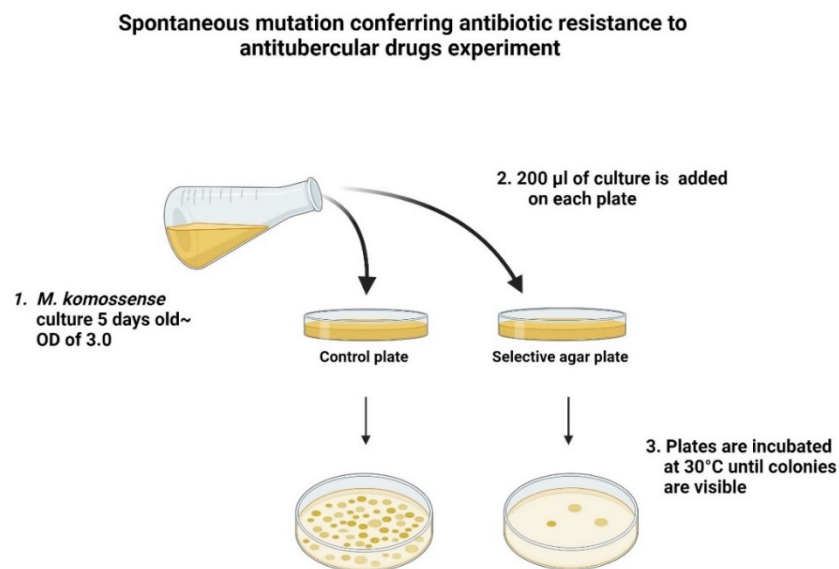 Spontaneous mutation conferring antibiotic resistance to
antitubercular drugs experiment
2. 200 µl of culture is added
on each plate
1. M. komossense
culture 5 days old~
OD of 3.0
Control plate
Selective agar plate
3. Plates are incubated
at 30°C until colonies
are visible